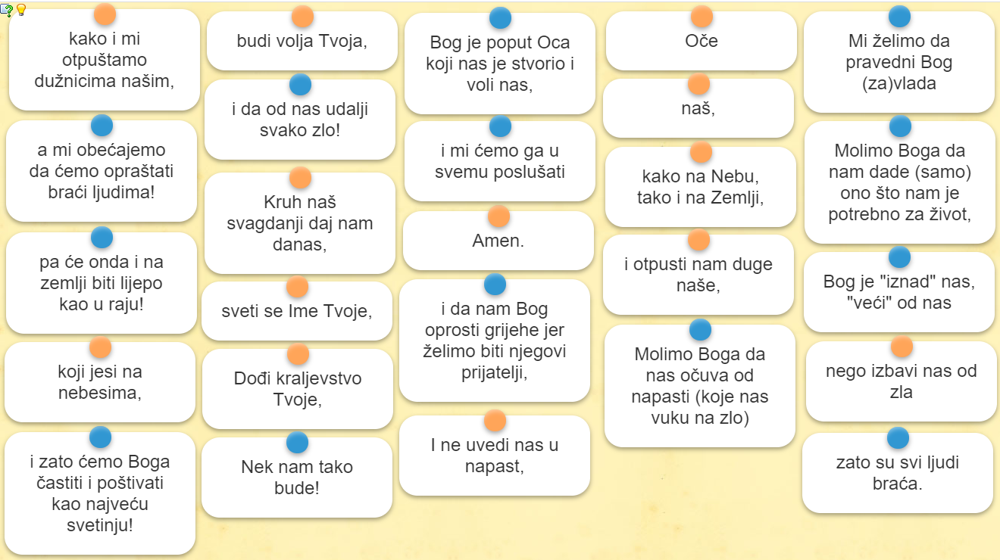 kako i mi
otpuštamo
dužnicima našim,
a mi obećajemo
da ćemo opraštati
braći ljudima!
pa će onda i na
zemlji biti lijepo
kao u raju!
koji jesi na
nebesima,
i zato ćemo Boga
častiti i poštivati
kao najveću
svetinju!
budi volja Tvoja,
i da od nas udalji
svako zlo!
Kruh naš
svagdanji daj nam
danas,
sveti se Ime Tvoje,
Dođi kraljevstvo
Tvoje,
Nek nam tako
bude!
Bog je poput Oca
koji nas je stvorio i
voli nas,
i mi ćemo ga u
svemu poslušati
Amen.
i da nam Bog
oprosti grijehe jer
želimo biti njegovi
prijatelji,
I ne uvedi nas u
napast,
Oče
naš,
kako na Nebu,
tako i na Zemlji,
i otpusti nam duge
naše,
Molimo Boga da
nas očuva od
napasti (koje nas
vuku na zlo)
Mi želimo da
pravedni Bog
(za)vlada
Molimo Boga da
nam dade (samo)
ono što nam je
potrebno za život,
Bog je "iznad" nas,
"veći" od nas
nego izbavi nas od
zla
zato su svi ljudi
braća.